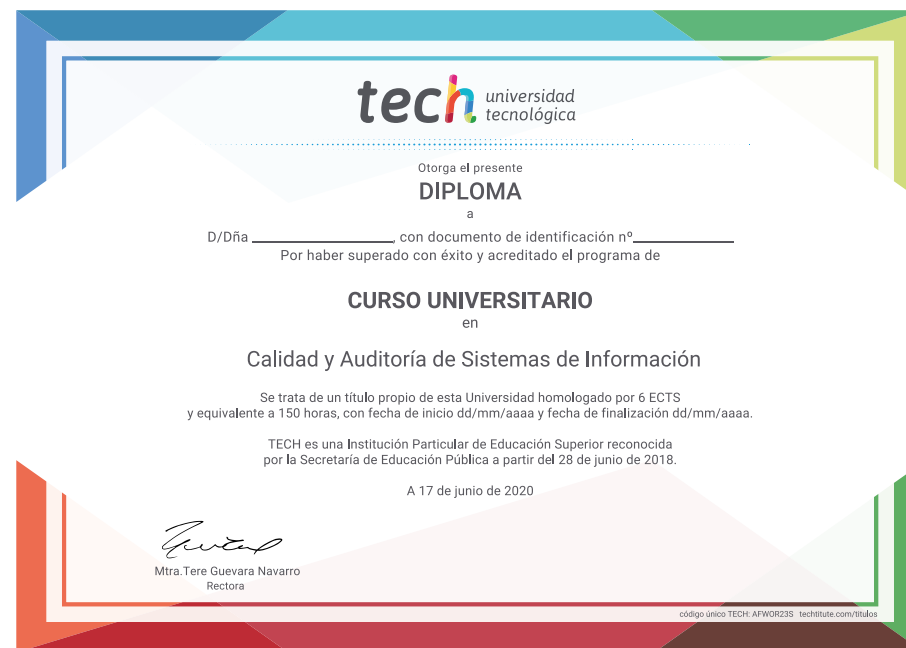 tech universidad
tecnológica
Otorga el presente
DIPLOMA
a
D/Dña ____________________, con documento de identificación nº______________
Por haber superado con éxito y acreditado el programa de
CURSO UNIVERSITARIO
en
Calidad y Auditoría de Sistemas de Información
Se trata de un título propio de esta Universidad homologado por 6 ECTS
y equivalente a 150 horas, con fecha de inicio dd/mm/aaaa y fecha de finalización dd/mm/aaaa.
TECH es una Institución Particular de Educación Superior reconocida
por la Secretaría de Educación Pública a partir del 28 de junio de 2018.
A 17 de junio de 2020
Mtra.Tere Guevara Navarro
Rectora
código único TECH: AFWOR23S techtitute.com/titulos